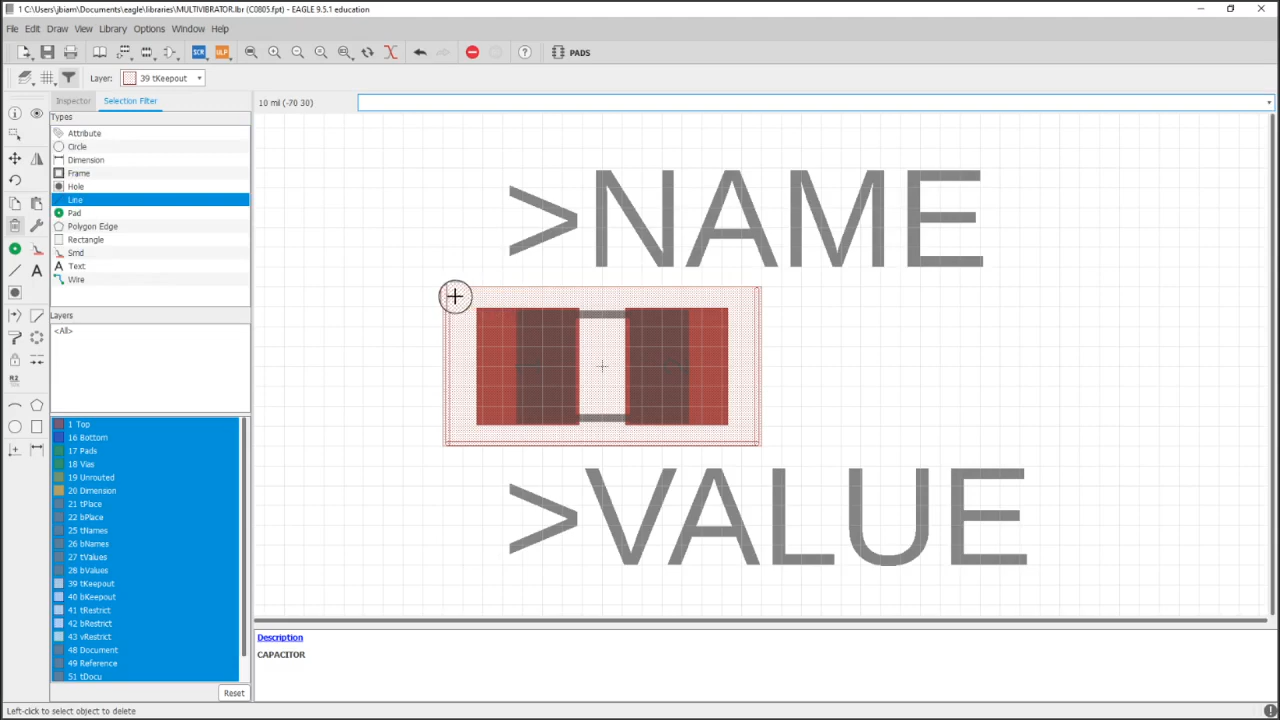 1 C:\Users\jbiam\Documents\eagle\libraries\MULTIVIBRATOR.lbr (C0805.fpt) - EAGLE 9.5.1 education
File Edit Draw View Library Options Window Help
SCR ULP PADS
Layer: 39 tKeepout
Inspector Selection Filter
10 mil (-70 30)
Types
Attribute
Circle
Dimension
Frame
Hole
Line
Pad
Polygon Edge
Rectangle
Smd
Text
Wire
Layers
<All>
1 Top
16 Bottom
17 Pads
18 Vias
19 Unrouted
20 Dimension
21 tPlace
22 bPlace
25 tNames
26 bNames
27 tValues
28 bValues
39 tKeepout
40 bKeepout
41 tRestrict
42 bRestrict
43 vRestrict
48 Document
49 Reference
51 tDocu
Reset
>NAME
>VALUE
Description
CAPACITOR
Left-click to select object to delete